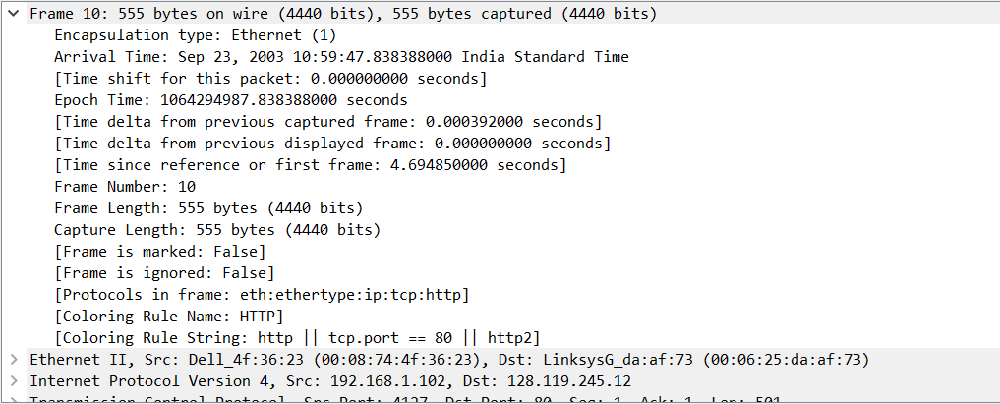 Frame 10: 555 bytes on wire (4440 bits), 555 bytes captured (4440 bits)
Encapsulation type: Ethernet (1)
Arrival Time: Sep 23, 2003 10:59:47.838388000 India Standard Time
[Time shift for this packet: 0.000000000 seconds]
Epoch Time: 1064294987.838388000 seconds
[Time delta from previous captured frame: 0.000392000 seconds]
[Time delta from previous displayed frame: 0.000000000 seconds]
[Time since reference or first frame: 4.694850000 seconds]
Frame Number: 10
Frame Length: 555 bytes (4440 bits)
Capture Length: 555 bytes (4440 bits)
[Frame is marked: False]
[Frame is ignored: False]
[Protocols in frame: eth:ethertype:ip:tcp:http]
[Coloring Rule Name: HTTP]
[Coloring Rule String: http || tcp.port == 80 || http2]
Ethernet II, Src: Dell_4f:36:23 (00:08:74:4f:36:23), Dst: LinksysG_da:af:73 (00:06:25:da:af:73)
Internet Protocol Version 4, Src: 192.168.1.102, Dst: 128.119.245.12
Transmission Control Protocol, Src Port: 4127, Dst Port: 80, Seq: 1, Ack: 1, Len: 501